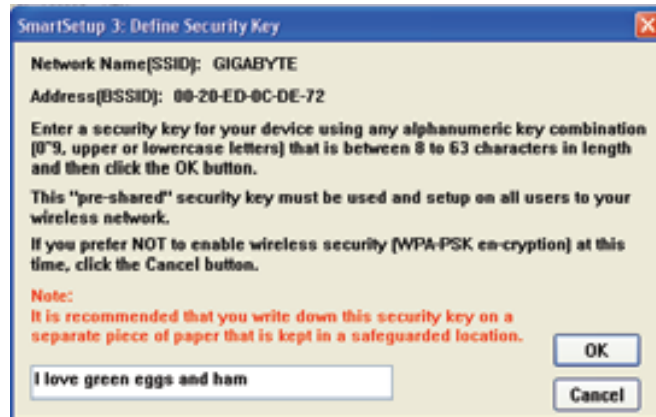 SmartSetup 3: Define Security Key
Network Name(SSID): GIGABYTE
Address(BSSID): 00-20-ED-0C-DE-72
Enter a security key for your device using any alphanumeric key combination
(0~9, upper or lowercase letters) that is between 8 to 63 characters in length
and then click the OK button.
This "pre-shared" security key must be used and setup on all users to your
wireless network.
If you prefer NOT to enable wireless security (WPA-PSK en-cryption) at this
time, click the Cancel button.
Note:
It is recommended that you write down this security key on a
separate piece of paper that is kept in a safeguarded location.
OK
I love green eggs and ham
Cancel